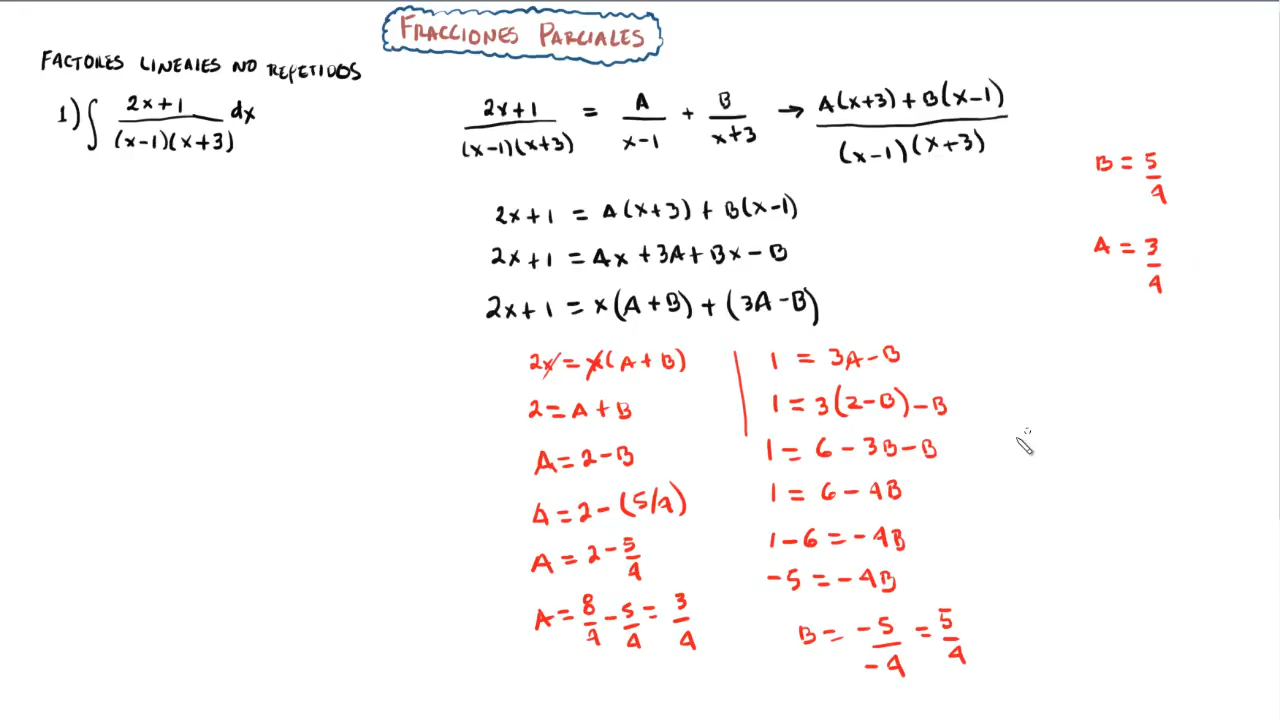 FRACCIONES PARCIALES
FACTORES LINEALES NO REPETIDOS
1) ∫ (2x+1)/((x-1)(x+3)) dx
(2x+1)/((x-1)(x+3)) = A/(x-1) + B/(x+3) → (A(x+3) + B(x-1))/((x-1)(x+3))
2x+1 = A(x+3) + B(x-1)
2x+1 = Ax + 3A + Bx - B
2x+1 = x(A+B) + (3A-B)
2x = x(A+B)
2 = A+B
A = 2-B
A = 2-(5/4)
A = 2 - 5/4
A = 8/4 - 5/4 = 3/4
1 = 3A-B
1 = 3(2-B)-B
1 = 6-3B-B
1 = 6-4B
1-6 = -4B
-5 = -4B
B = -5/-4 = 5/4
B = 5/4
A = 3/4